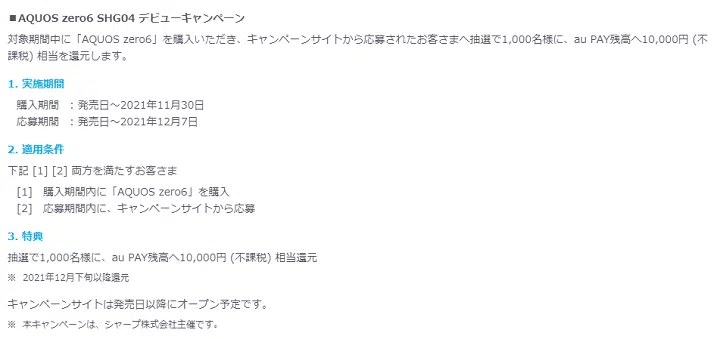 ■AQUOS zero6 SHG04 デビューキャンペーン
対象期間中に「AQUOS zero6」を購入いただき、キャンペーンサイトから応募されたお客さまへ抽選で1,000名様に、au PAY残高へ10,000円 (不
課税) 相当を還元します。
1. 実施期間
購入期間　：発売日～2021年11月30日
応募期間　：発売日～2021年12月7日
2. 適用条件
下記 [1] [2] 両方を満たすお客さま
[1]　購入期間内に「AQUOS zero6」を購入
[2]　応募期間内に、キャンペーンサイトから応募
3. 特典
抽選で1,000名様に、au PAY残高へ10,000円 (不課税) 相当還元
※ 2021年12月下旬以降還元
キャンペーンサイトは発売日以降にオープン予定です。
※ 本キャンペーンは、シャープ株式会社主催です。